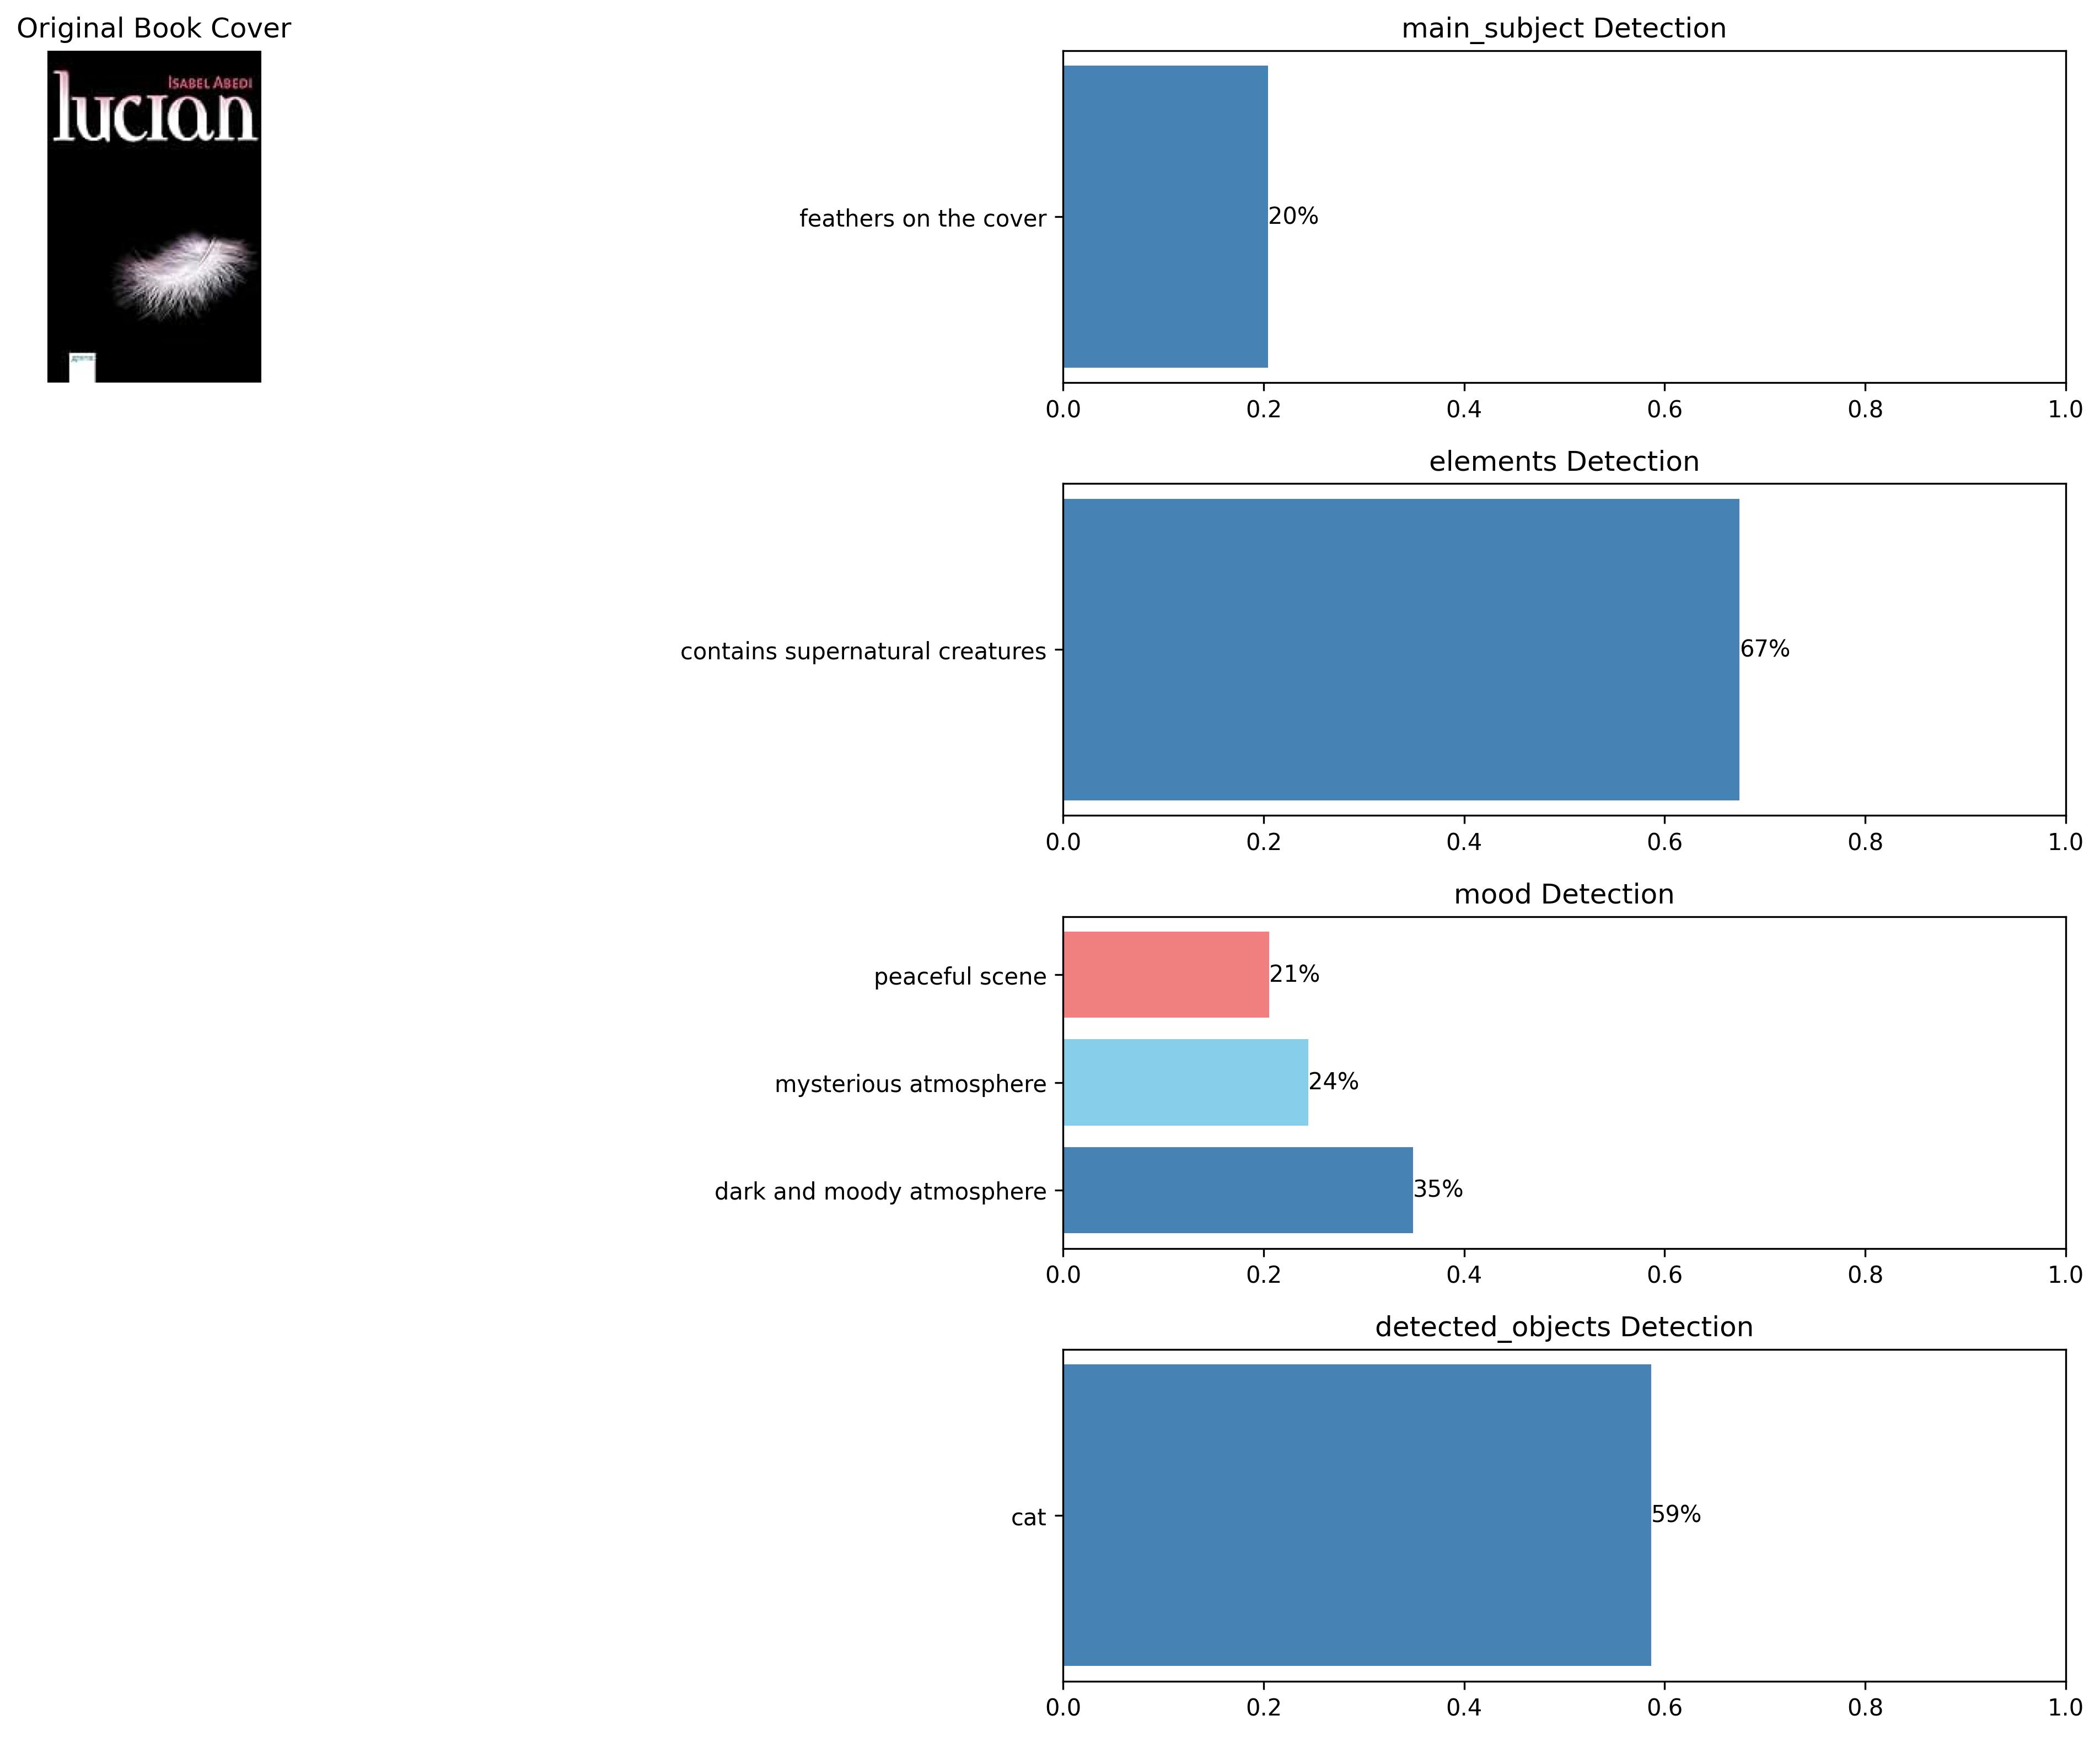 Original Book Cover
ISABEL ABEDI
lucian
main_subject Detection
feathers on the cover
20%
0.0 0.2 0.4 0.6 0.8 1.0
elements Detection
contains supernatural creatures
67%
0.0 0.2 0.4 0.6 0.8 1.0
mood Detection
peaceful scene
21%
mysterious atmosphere
24%
dark and moody atmosphere
35%
0.0 0.2 0.4 0.6 0.8 1.0
detected_objects Detection
cat
59%
0.0 0.2 0.4 0.6 0.8 1.0